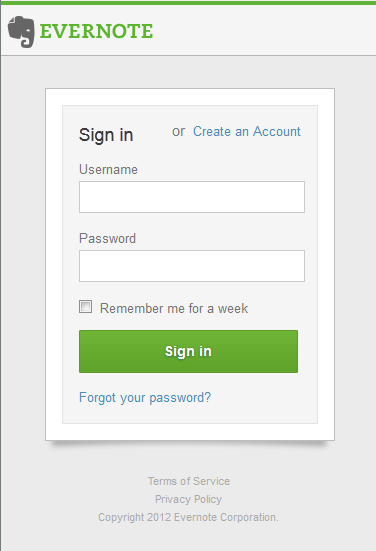 EVERNOTE
Sign in or Create an Account
Username
Password
Remember me for a week
Sign in
Forgot your password?
Terms of Service
Privacy Policy
Copyright 2012 Evernote Corporation.